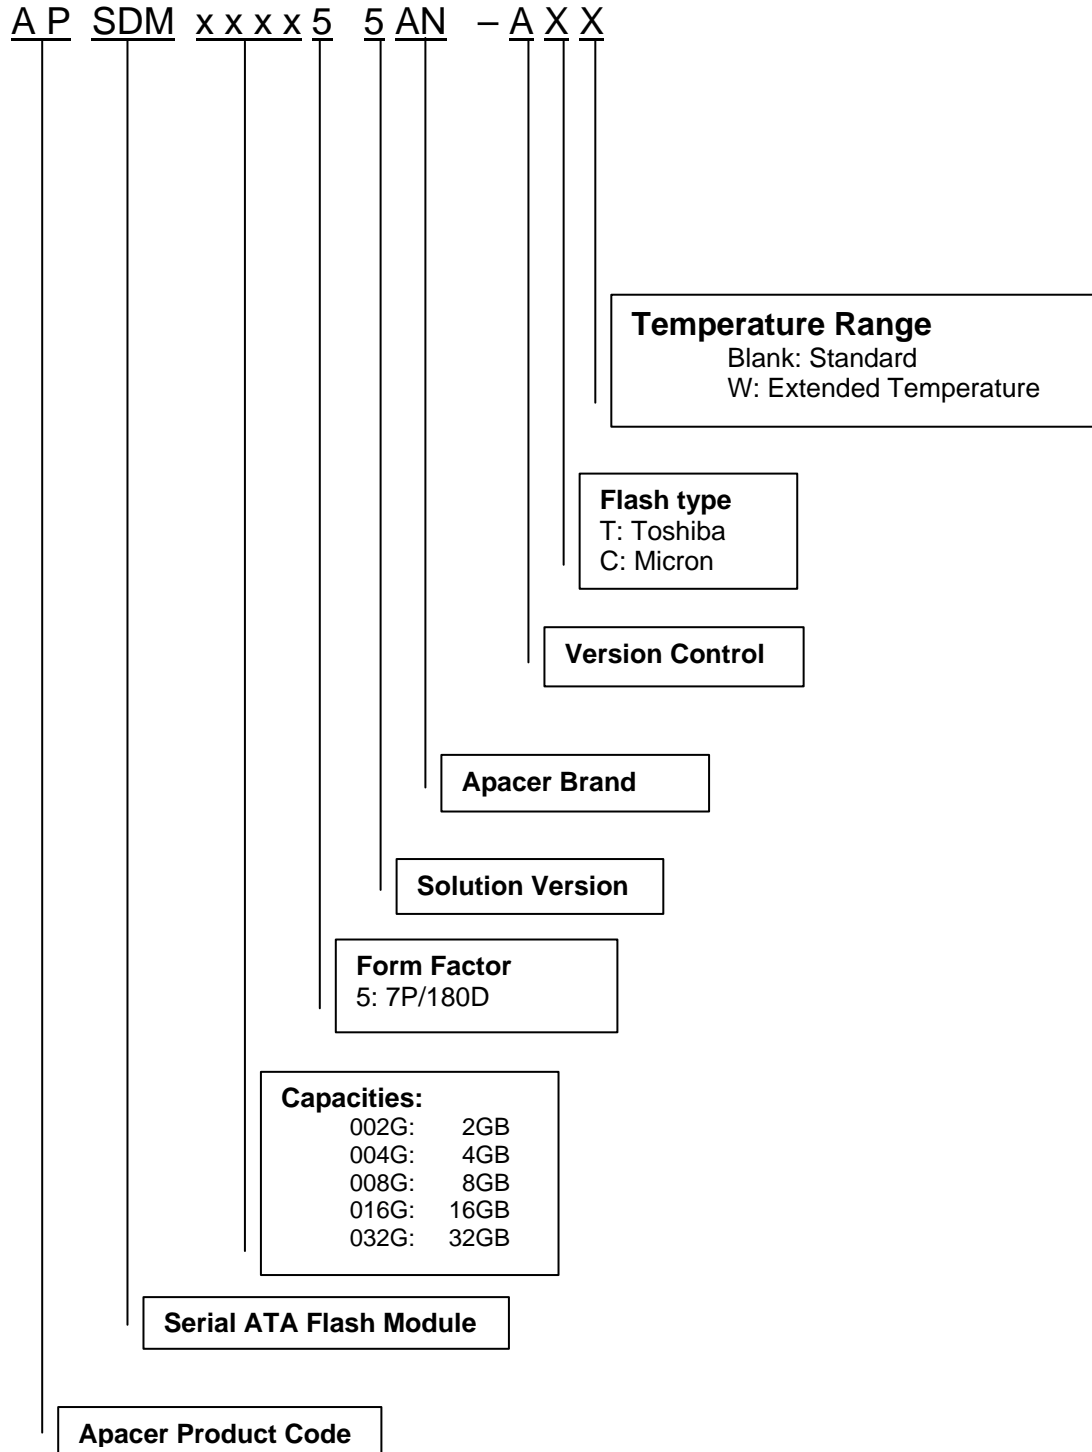 A P SDM x x x x 5 5 AN – A X X
Temperature Range
Blank: Standard
W: Extended Temperature
Flash type
T: Toshiba
C: Micron
Version Control
Apacer Brand
Solution Version
Form Factor
5: 7P/180D
Capacities:
002G: 2GB
004G: 4GB
008G: 8GB
016G: 16GB
032G: 32GB
Serial ATA Flash Module
Apacer Product Code